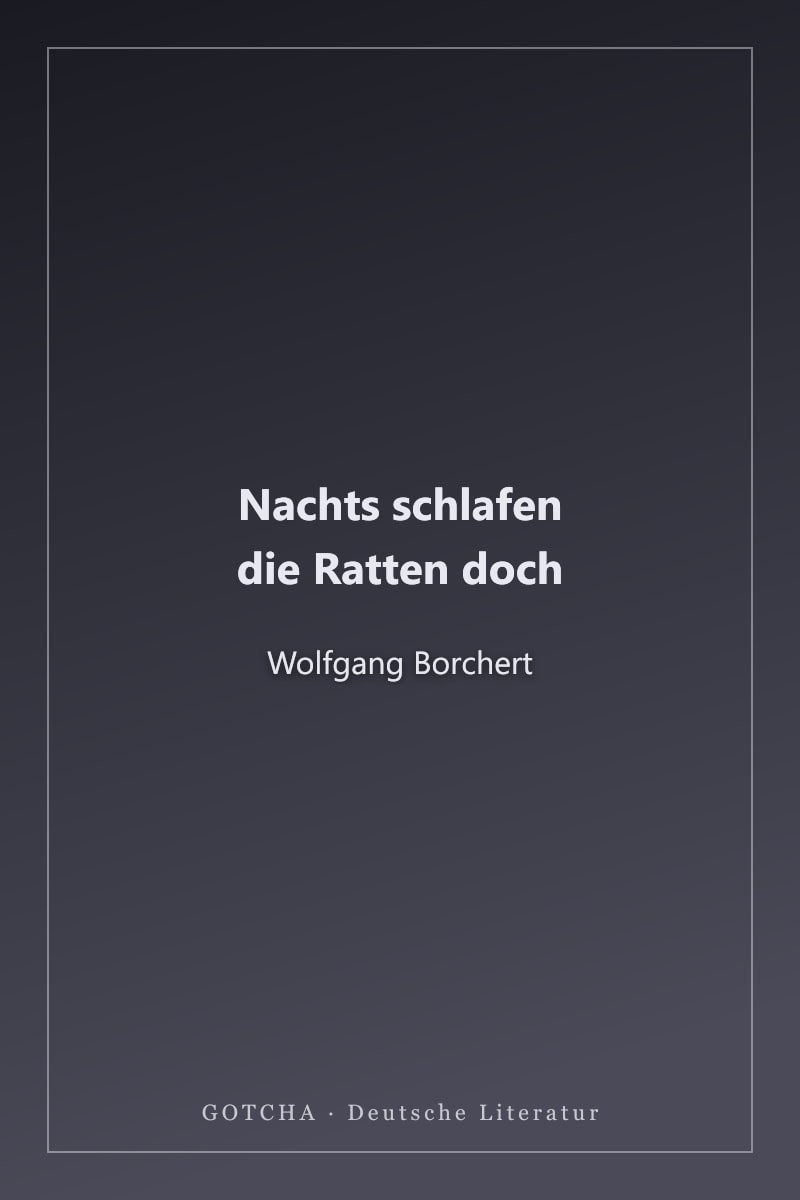 Nachts schlafen
die Ratten doch
Wolfgang Borchert
GOTCHA · Deutsche Literatur